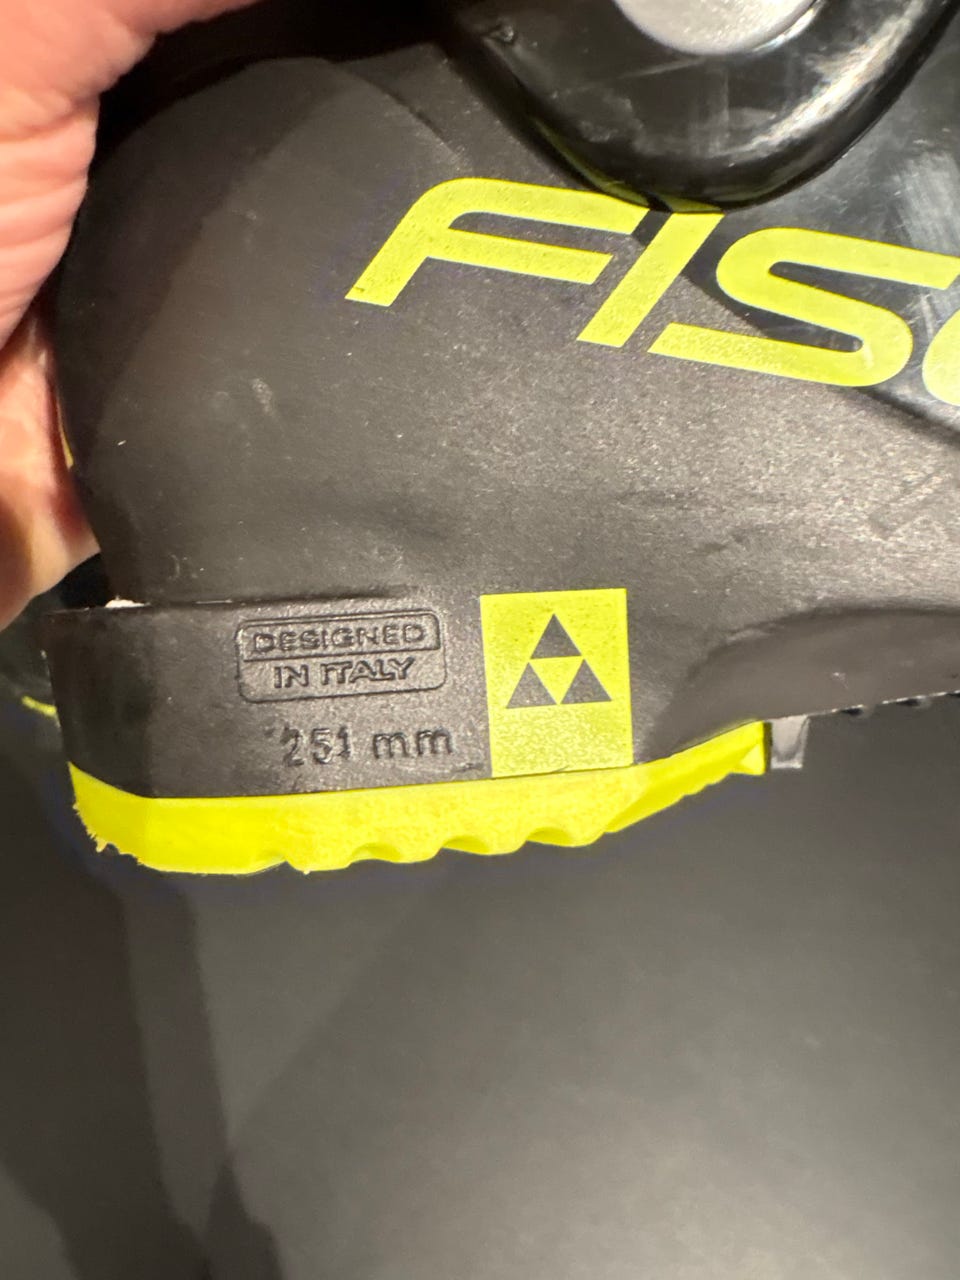 FISC
DESIGNED
IN ITALY
251 mm